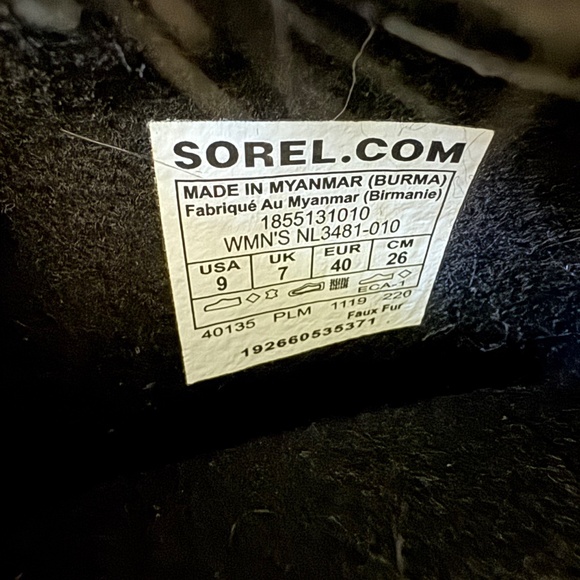 SOREL.COM
MADE IN MYANMAR (BURMA)
Fabriqué Au Myanmar (Birmanie)
1855131010
WMN'S NL3481-010
USA UK EUR CM
9 7 40 26
ECA-1
40135 PLM 1119 220
Faux Fur
192660535371